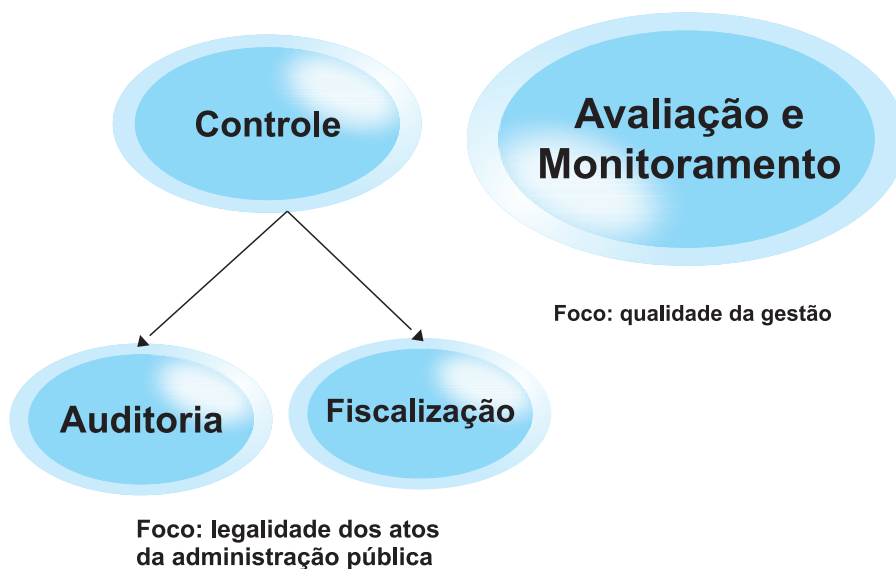 Controle
Avaliação e
Monitoramento
Foco: qualidade da gestão
Auditoria
Fiscalização
Foco: legalidade dos atos
da administração pública